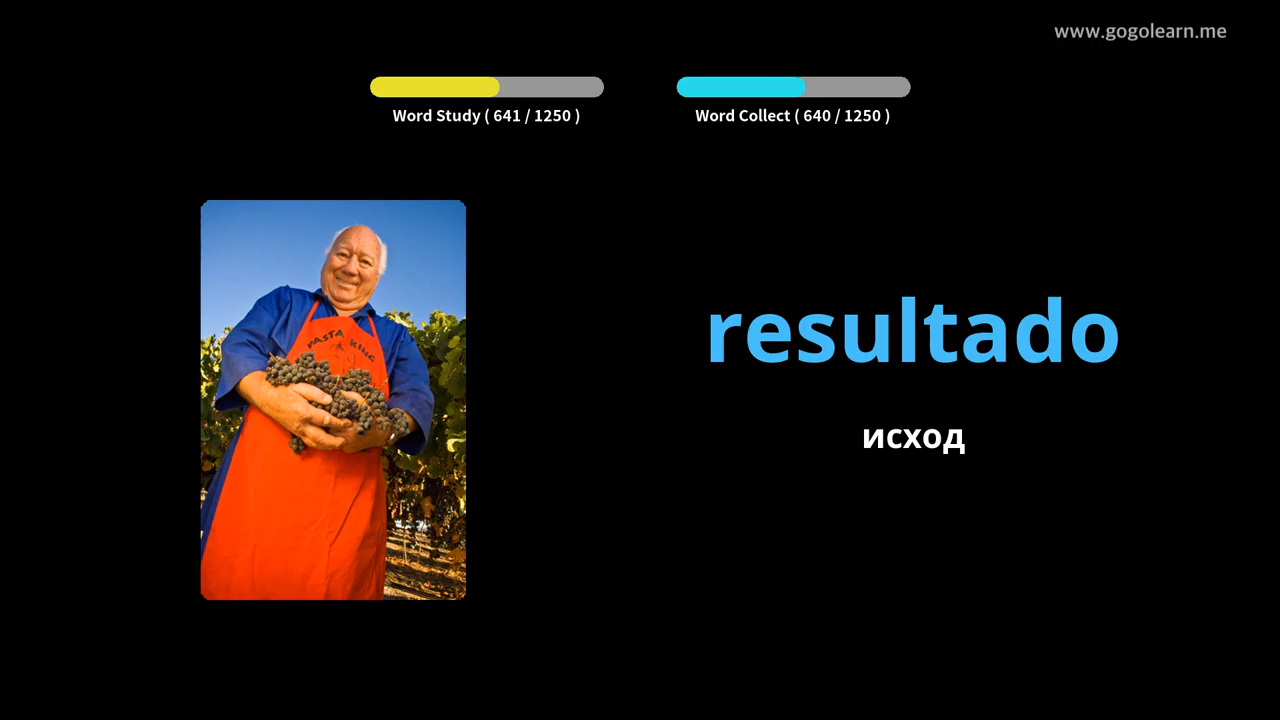 www.gogolearn.me
Word Study ( 641 / 1250 )
Word Collect ( 640 / 1250 )
PASTA KING
resultado
исход